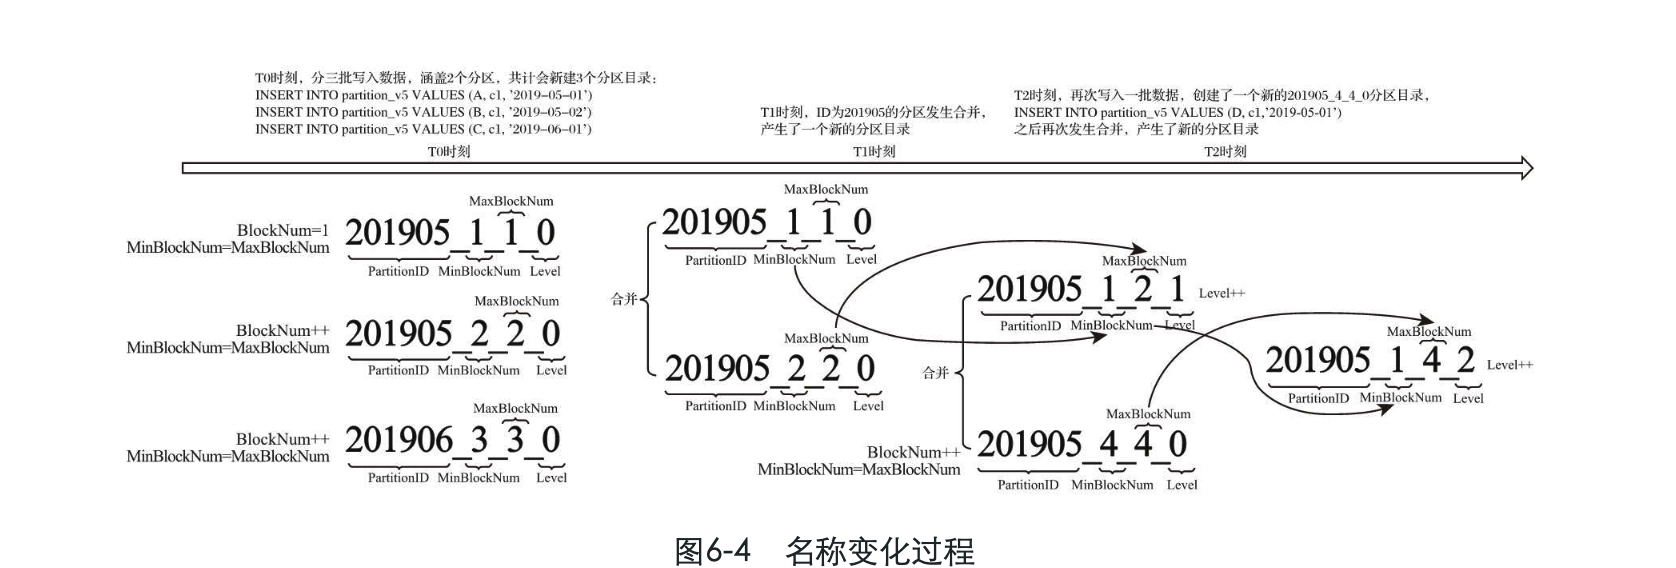 T0时刻，分三批写入数据，涵盖2个分区，共计会新建3个分区目录：
INSERT INTO partition_v5 VALUES (A, c1, '2019-05-01')
INSERT INTO partition_v5 VALUES (B, c1, '2019-05-02')
INSERT INTO partition_v5 VALUES (C, c1, '2019-06-01')
T0时刻
T1时刻，ID为201905的分区发生合并，
产生了一个新的分区目录
T1时刻
T2时刻，再次写入一批数据，创建了一个新的201905_4_4_0分区目录，
INSERT INTO partition_v5 VALUES (D, c1,'2019-05-01')
之后再次发生合并，产生了新的分区目录
T2时刻
BlockNum=1
MinBlockNum=MaxBlockNum
MaxBlockNum
201905_1_1_0
PartitionID MinBlockNum Level
BlockNum++
MinBlockNum=MaxBlockNum
MaxBlockNum
201905_2_2_0
PartitionID MinBlockNum Level
BlockNum++
MinBlockNum=MaxBlockNum
MaxBlockNum
201906_3_3_0
PartitionID MinBlockNum Level
合并
MaxBlockNum
201905_1_1_0
PartitionID MinBlockNum Level
MaxBlockNum
201905_2_2_0
PartitionID MinBlockNum Level
合并
MaxBlockNum
201905_1_2_1 Level++
PartitionID MinBlockNum Level
BlockNum++
MinBlockNum=MaxBlockNum
MaxBlockNum
201905_4_4_0
PartitionID MinBlockNum Level
MaxBlockNum
201905_1_4_2 Level++
PartitionID MinBlockNum Level
图6-4 名称变化过程